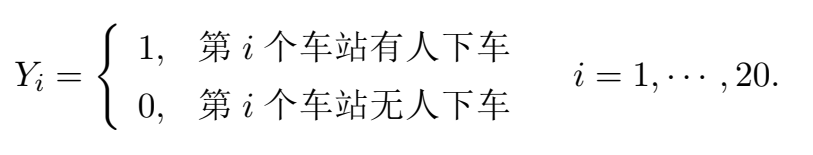 Y_i = { 1, 第 i 个车站有人下车
0, 第 i 个车站无人下车 i = 1, ⋯ , 20.